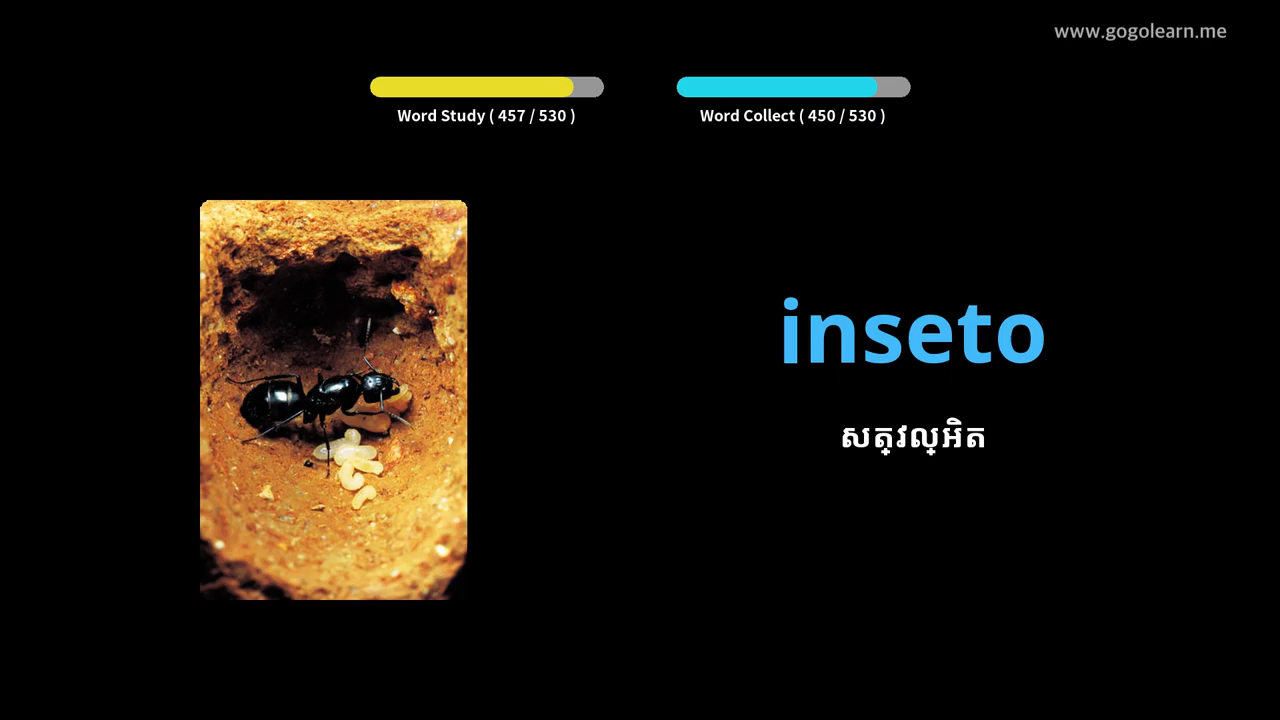 www.gogolearn.me
Word Study ( 457 / 530 )
Word Collect ( 450 / 530 )
inseto
សត្វល្អិត